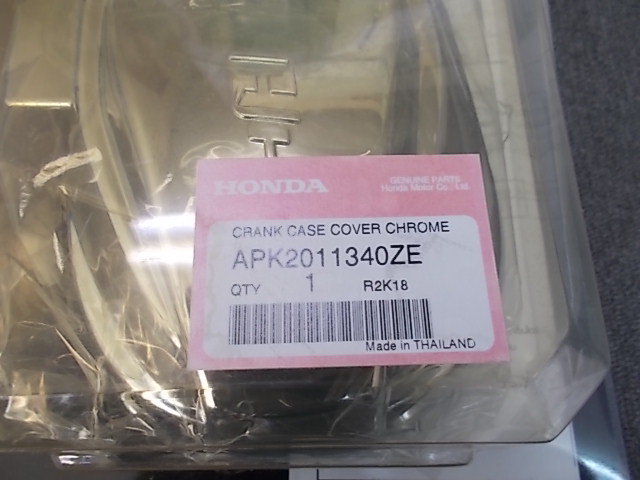 HONDA
GENUINE PARTS
Honda Motor Co., Ltd.
CRANK CASE COVER CHROME
APK2011340ZE
QTY 1 R2K18
Made in THAILAND